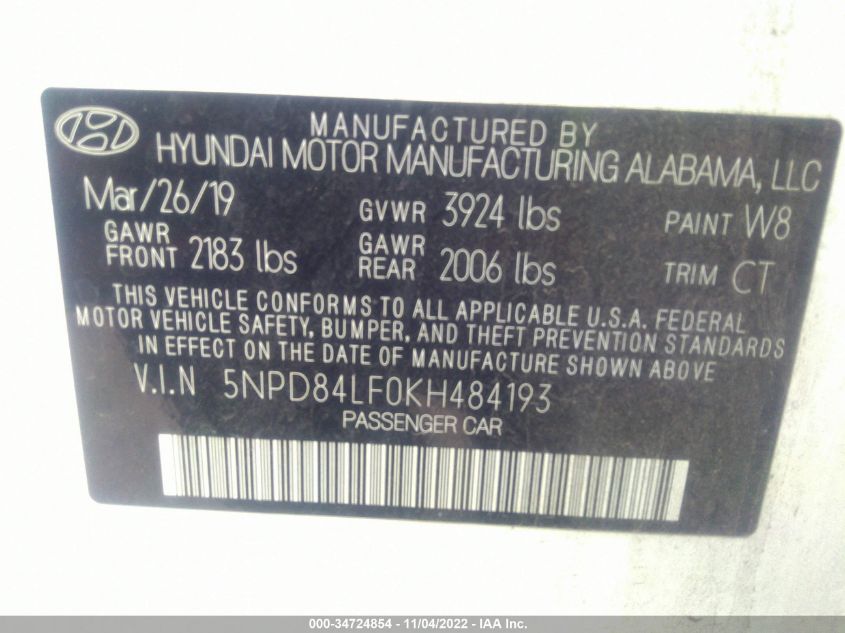 MANUFACTURED BY
HYUNDAI MOTOR MANUFACTURING ALABAMA, LLC
Mar/26/19 GVWR 3924 lbs PAINT W8
GAWR FRONT 2183 lbs GAWR REAR 2006 lbs TRIM CT
THIS VEHICLE CONFORMS TO ALL APPLICABLE U.S.A. FEDERAL
MOTOR VEHICLE SAFETY, BUMPER, AND THEFT PREVENTION STANDARDS
IN EFFECT ON THE DATE OF MANUFACTURE SHOWN ABOVE
V.I.N 5NPD84LF0KH484193
PASSENGER CAR
000-34724854 - 11/04/2022 - IAA Inc.